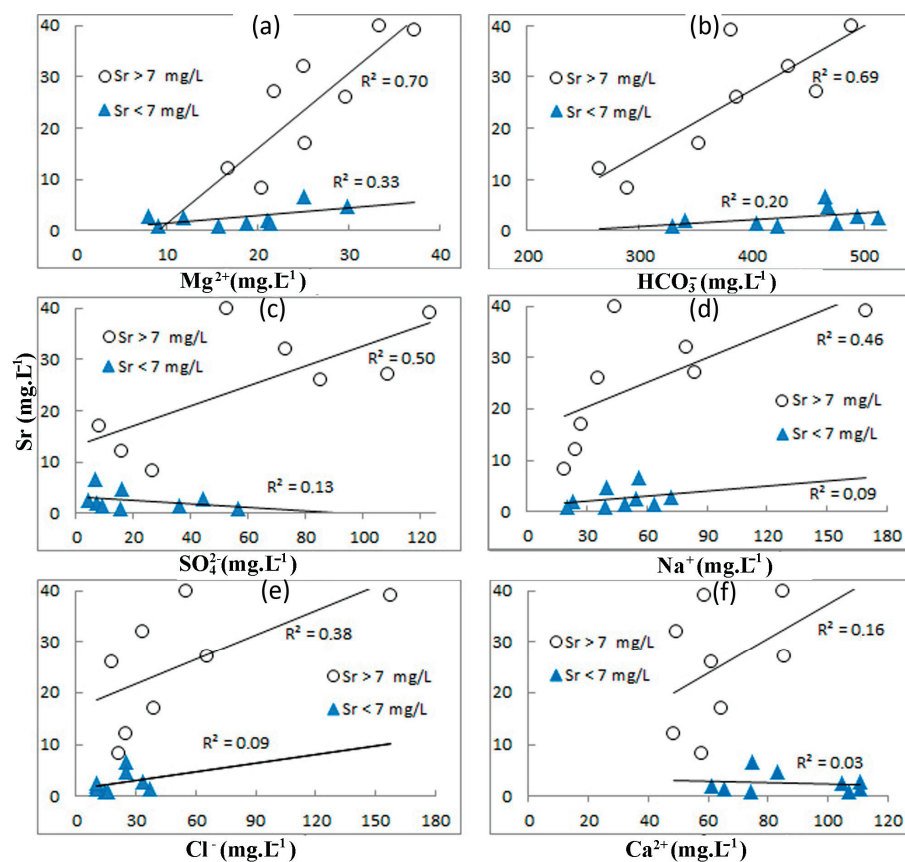 (a)
40
Sr > 7 mg/L
R² = 0.70
30
Sr < 7 mg/L
20
R² = 0.33
10
0
0 10 20 30 40
Mg²⁺(mg.L⁻¹)
(b)
40
Sr > 7 mg/L
R² = 0.69
30
Sr < 7 mg/L
20
10
R² = 0.20
0
200 300 400 500
HCO₃⁻(mg.L⁻¹)
(c)
40
Sr > 7 mg/L
R² = 0.50
30
Sr < 7 mg/L
20
10
R² = 0.13
0
0 20 40 60 80 100 120
SO₄²⁻(mg.L⁻¹)
Sr (mg.L⁻¹)
(d)
40
R² = 0.46
30
Sr > 7 mg/L
20
Sr < 7 mg/L
10
R² = 0.09
0
0 30 60 90 120 150 180
Na⁺(mg.L⁻¹)
(e)
40
R² = 0.38
30
Sr > 7 mg/L
20
Sr < 7 mg/L
10
R² = 0.09
0
0 30 60 90 120 150 180
Cl⁻(mg.L⁻¹)
(f)
40
Sr > 7 mg/L
R² = 0.16
30
Sr < 7 mg/L
20
10
R² = 0.03
0
0 20 40 60 80 100 120
Ca²⁺(mg.L⁻¹)